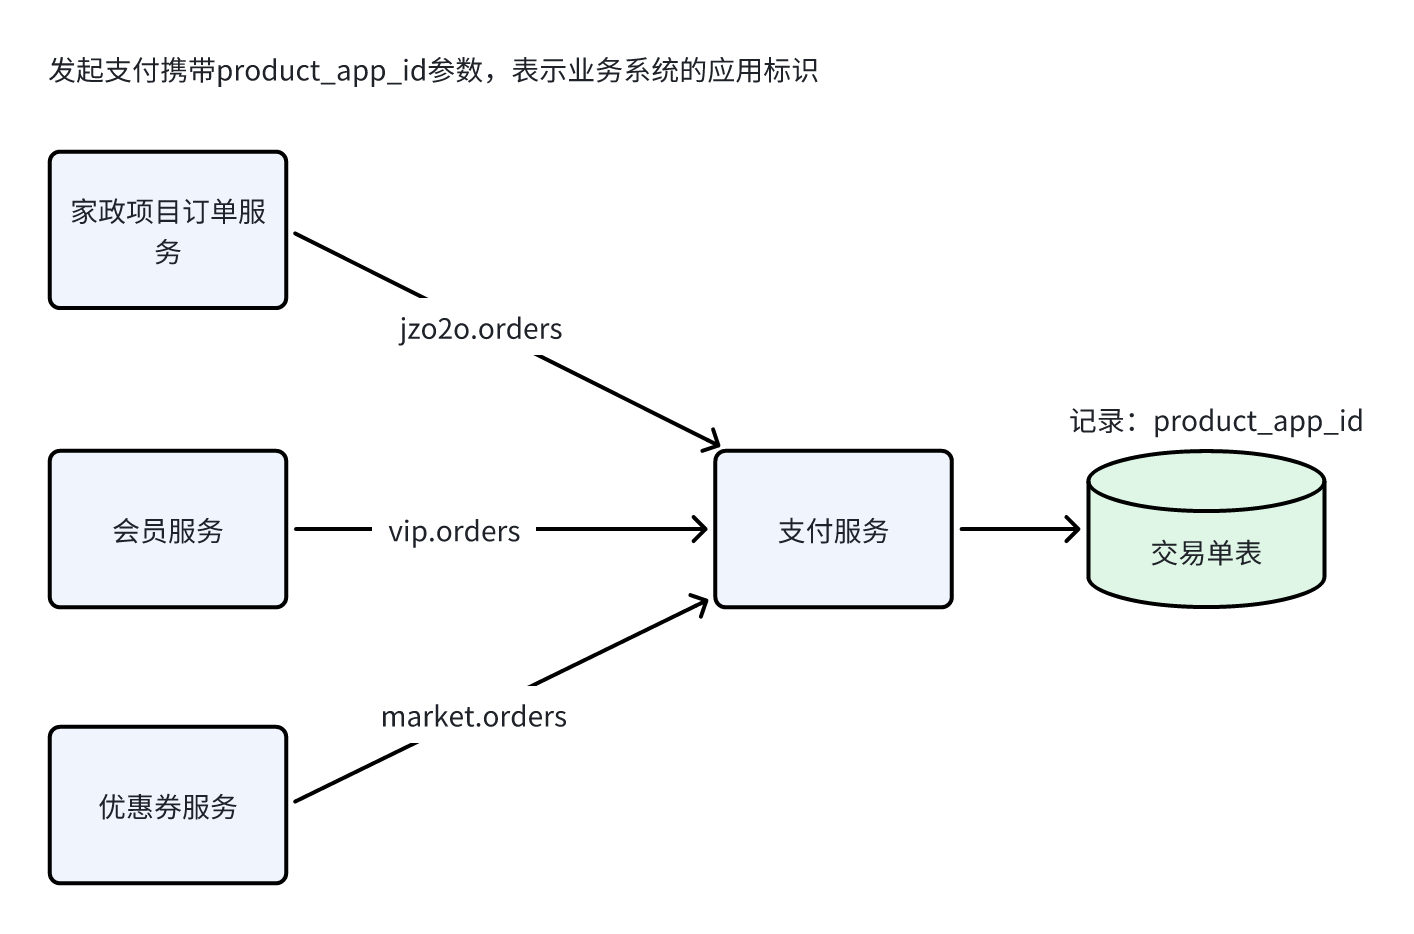 发起支付携带product_app_id参数，表示业务系统的应用标识
家政项目订单服
务
jzo2o.orders
记录：product_app_id
会员服务
vip.orders
支付服务
交易单表
market.orders
优惠券服务